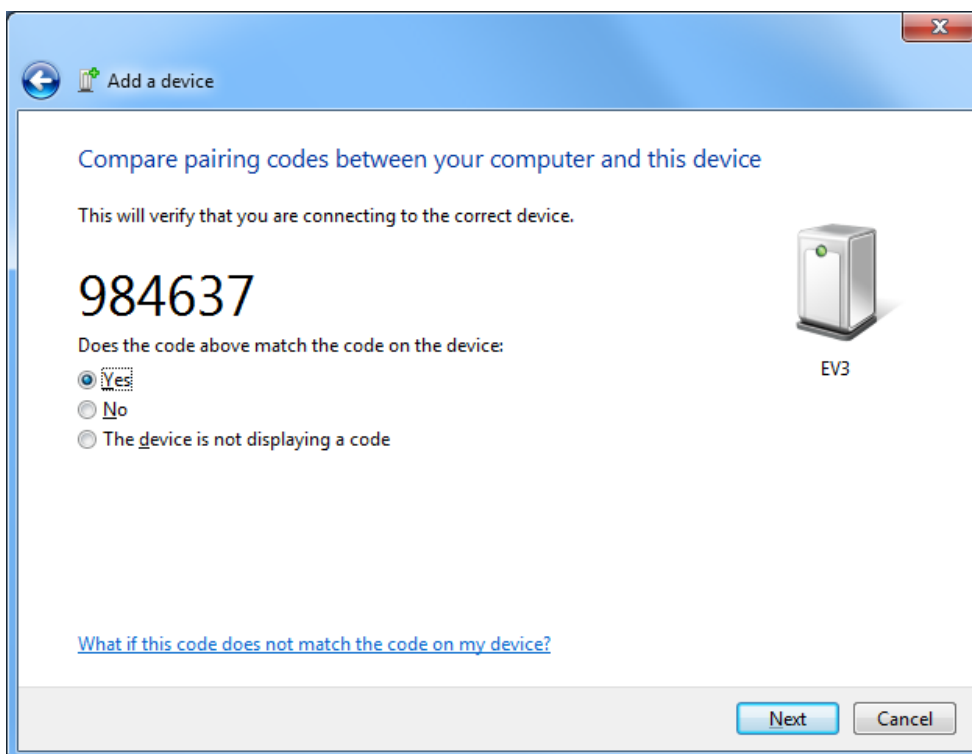 Add a device
Compare pairing codes between your computer and this device
This will verify that you are connecting to the correct device.
984637
Does the code above match the code on the device:
Yes
No
The device is not displaying a code
EV3
What if this code does not match the code on my device?
Next
Cancel